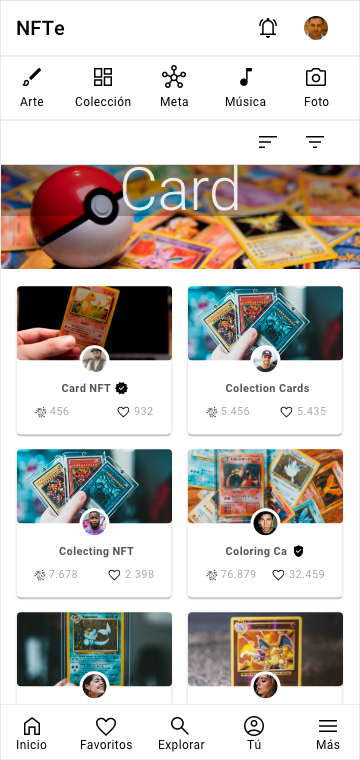 NFTe
Arte
Colección
Meta
Música
Foto
Card
Card NFT
456
932
Colection Cards
5.456
5.435
Colecting NFT
7.678
2.398
Coloring Ca
76.879
32.459
Inicio
Favoritos
Explorar
Tú
Más